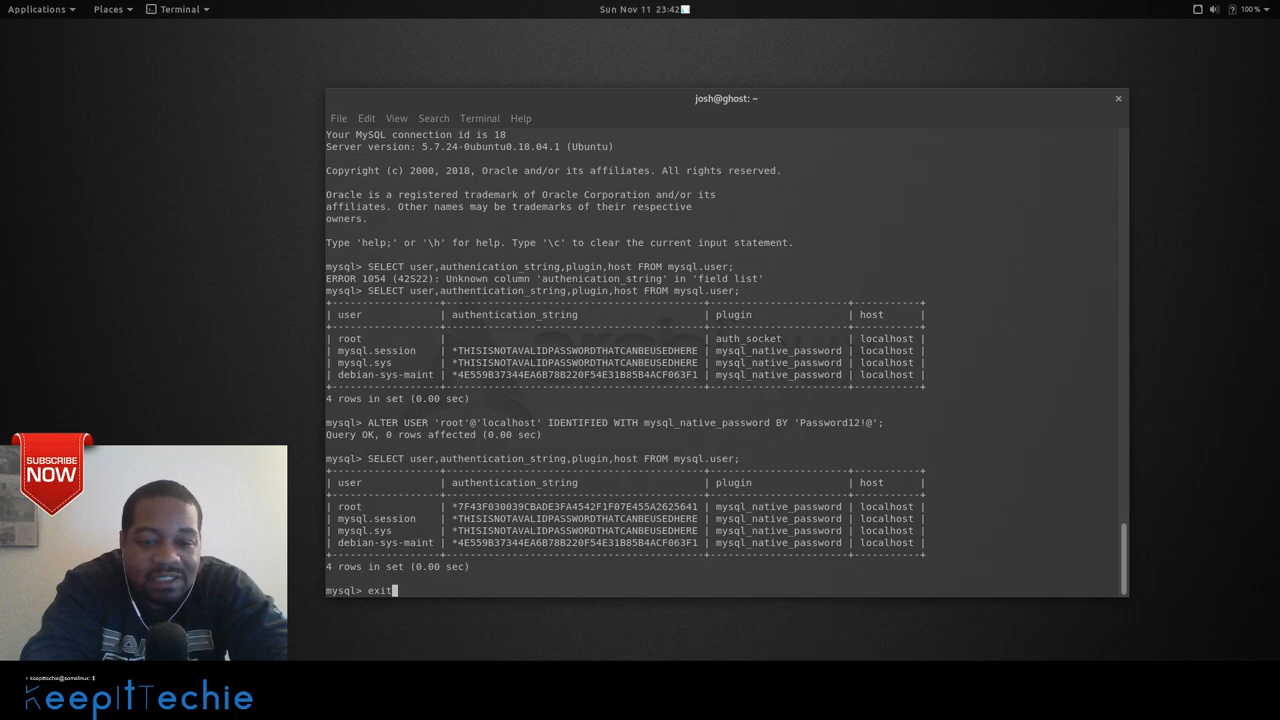 Applications Places Terminal Sun Nov 11 23:42 100%
josh@ghost: ~
File Edit View Search Terminal Help
Your MySQL connection id is 18
Server version: 5.7.24-0ubuntu0.18.04.1 (Ubuntu)
Copyright (c) 2000, 2018, Oracle and/or its affiliates. All rights reserved.
Oracle is a registered trademark of Oracle Corporation and/or its
affiliates. Other names may be trademarks of their respective
owners.
Type 'help;' or '\h' for help. Type '\c' to clear the current input statement.
mysql> SELECT user,authenication_string,plugin,host FROM mysql.user;
ERROR 1054 (42S22): Unknown column 'authenication_string' in 'field list'
mysql> SELECT user,authentication_string,plugin,host FROM mysql.user;
+------------------+-------------------------------------------+-----------------------+-----------+
| user | authentication_string | plugin | host |
+------------------+-------------------------------------------+-----------------------+-----------+
| root | | auth_socket | localhost |
| mysql.session | *THISISNOTAVALIDPASSWORDTHATCANBEUSEDHERE | mysql_native_password | localhost |
| mysql.sys | *THISISNOTAVALIDPASSWORDTHATCANBEUSEDHERE | mysql_native_password | localhost |
| debian-sys-maint | *4E559B37344EA6B78B220F54E31B85B4ACF063F1 | mysql_native_password | localhost |
+------------------+-------------------------------------------+-----------------------+-----------+
4 rows in set (0.00 sec)
mysql> ALTER USER 'root'@'localhost' IDENTIFIED WITH mysql_native_password BY 'Password12!@';
Query OK, 0 rows affected (0.00 sec)
mysql> SELECT user,authentication_string,plugin,host FROM mysql.user;
+------------------+-------------------------------------------+-----------------------+-----------+
| user | authentication_string | plugin | host |
+------------------+-------------------------------------------+-----------------------+-----------+
| root | *7F43F030039CBADE3FA4542F1F07E455A2625641 | mysql_native_password | localhost |
| mysql.session | *THISISNOTAVALIDPASSWORDTHATCANBEUSEDHERE | mysql_native_password | localhost |
| mysql.sys | *THISISNOTAVALIDPASSWORDTHATCANBEUSEDHERE | mysql_native_password | localhost |
| debian-sys-maint | *4E559B37344EA6B78B220F54E31B85B4ACF063F1 | mysql_native_password | localhost |
+------------------+-------------------------------------------+-----------------------+-----------+
4 rows in set (0.00 sec)
mysql> exit
SUBSCRIBE
NOW
> keepittechie@somelinux:-$
KeepItTechie